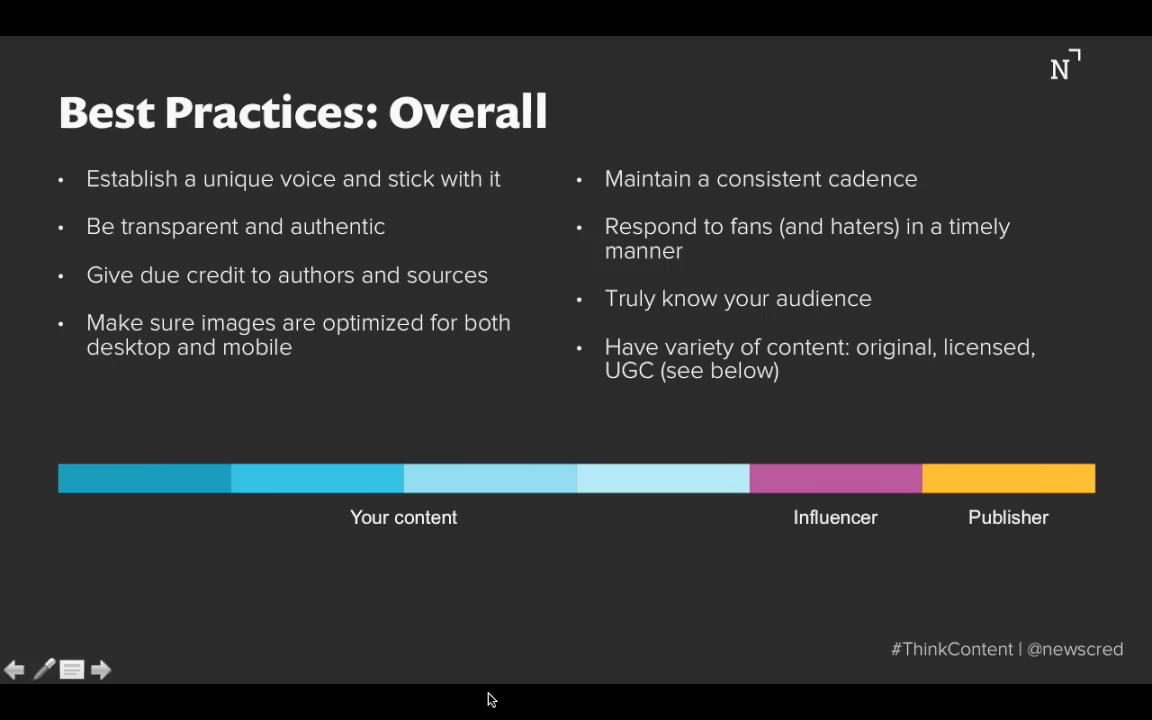 N
Best Practices: Overall
• Establish a unique voice and stick with it
• Be transparent and authentic
• Give due credit to authors and sources
• Make sure images are optimized for both
desktop and mobile
• Maintain a consistent cadence
• Respond to fans (and haters) in a timely
manner
• Truly know your audience
• Have variety of content: original, licensed,
UGC (see below)
Your content
Influencer
Publisher
#ThinkContent | @newscred